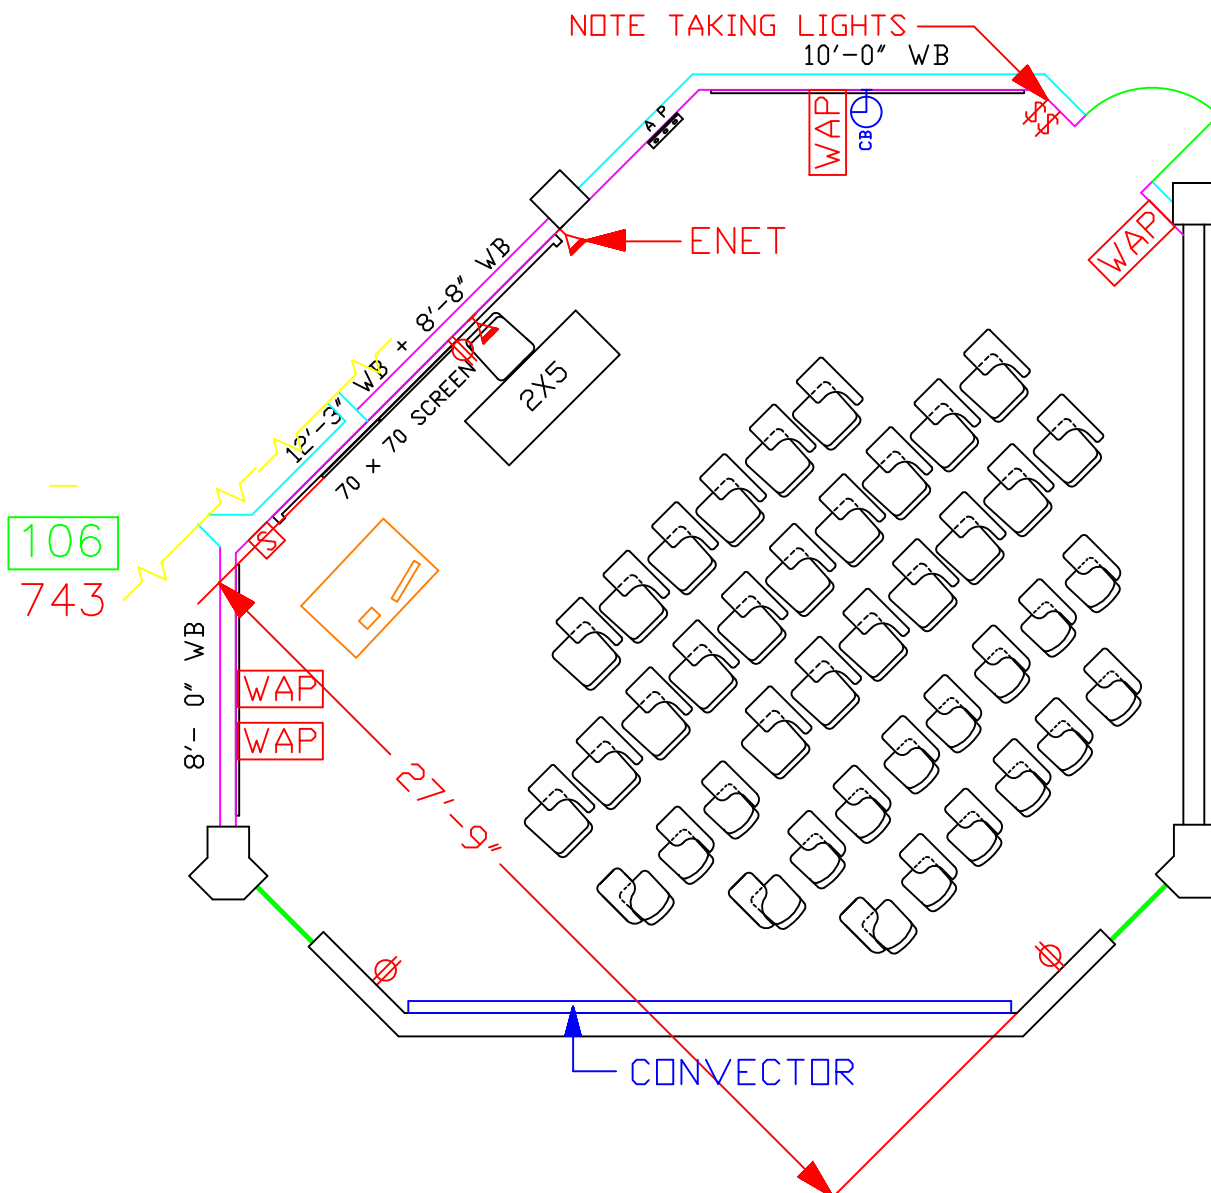 NOTE TAKING LIGHTS
10'-0" WB
A P
WAP
CB
$$
WAP
ENET
12'-3" WB + 8'-8" WB
70 x 70 SCREEN
2X5
106
743
S
8'- 0" WB
WAP
WAP
27'-9"
CONVECTOR